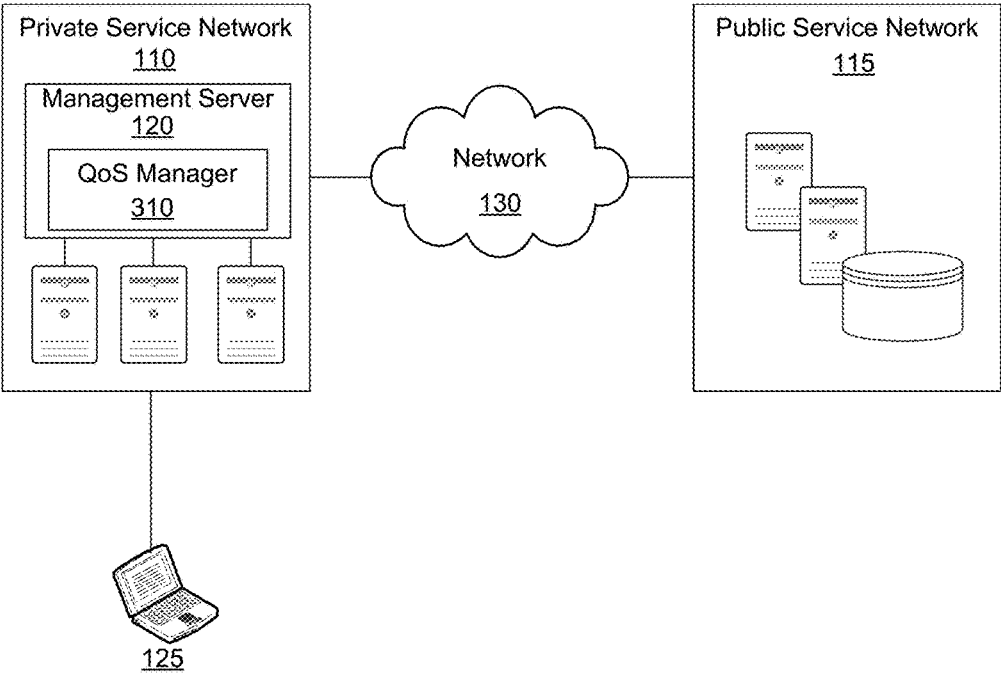 Private Service Network
110
Management Server
120
QoS Manager
310
Network
130
Public Service Network
115
125